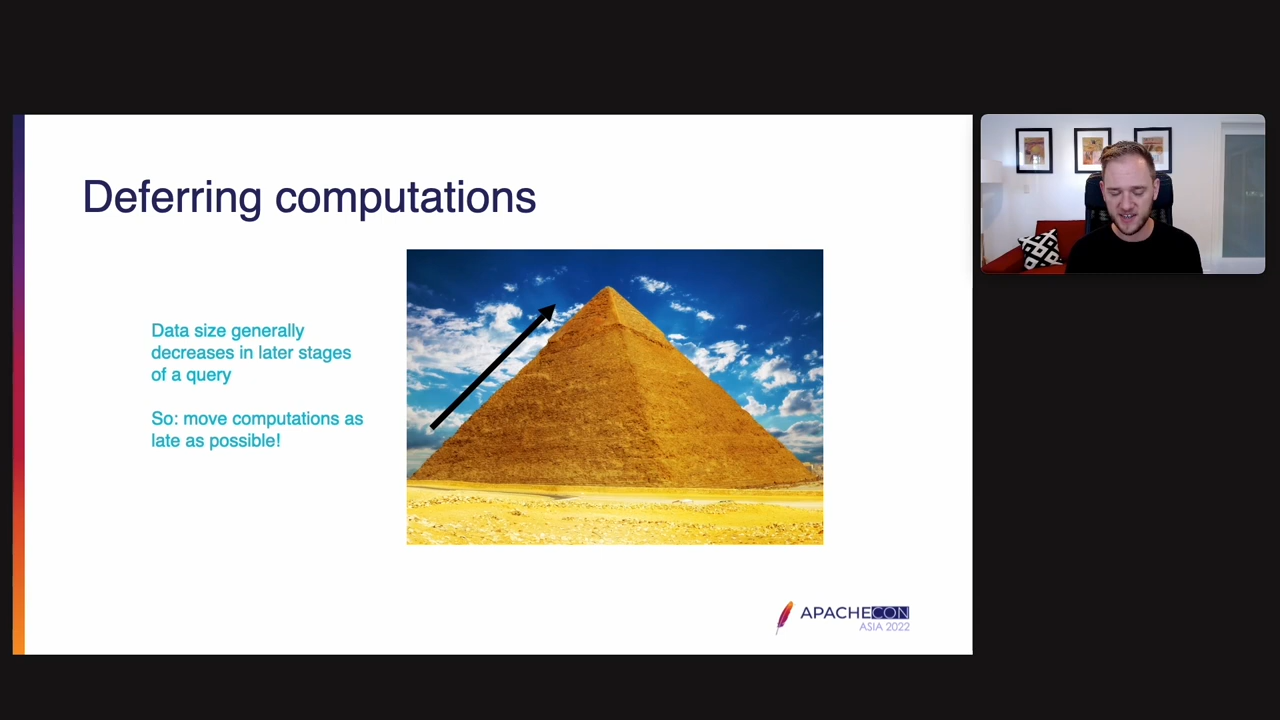 Deferring computations
Data size generally
decreases in later stages
of a query
So: move computations as
late as possible!
APACHECON
ASIA 2022